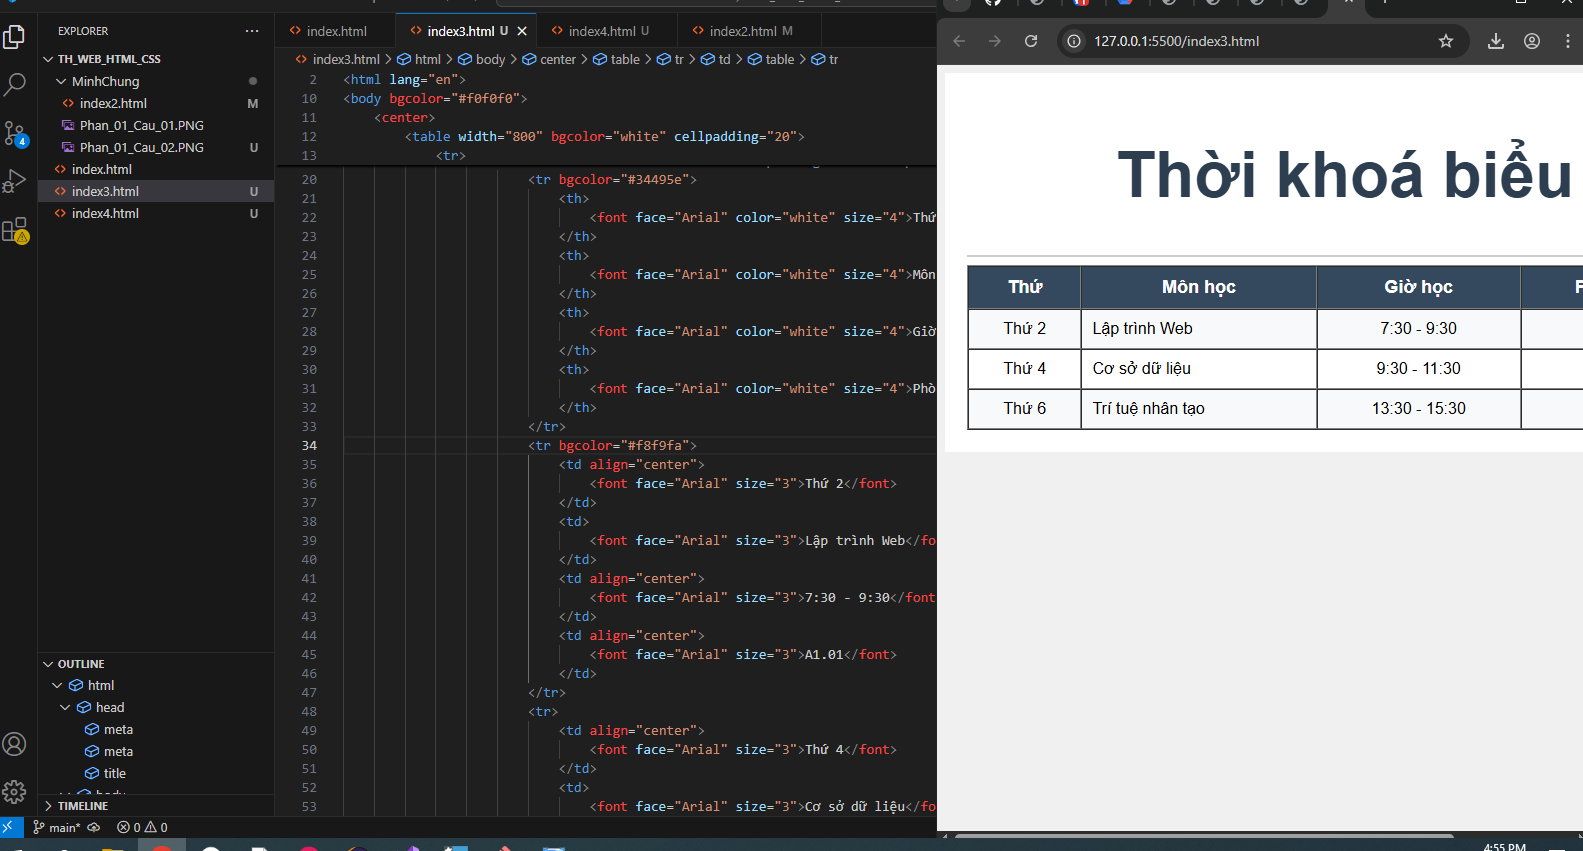 EXPLORER
TH_WEB_HTML_CSS
MinhChung
index2.html M
Phan_01_Cau_01.PNG
Phan_01_Cau_02.PNG U
index.html
index3.html U
index4.html U
4
OUTLINE
html
head
meta
meta
title
TIMELINE
main* 0 0
index.html index3.html U index4.html U index2.html M
index3.html html body center table tr td table tr
2 <html lang="en">
10 <body bgcolor="#f0f0f0">
11 <center>
12 <table width="800" bgcolor="white" cellpadding="20">
13 <tr>
20 <tr bgcolor="#34495e">
21 <th>
22 <font face="Arial" color="white" size="4">Thứ
23 </th>
24 <th>
25 <font face="Arial" color="white" size="4">Môn
26 </th>
27 <th>
28 <font face="Arial" color="white" size="4">Giờ
29 </th>
30 <th>
31 <font face="Arial" color="white" size="4">Phò
32 </th>
33 </tr>
34 <tr bgcolor="#f8f9fa">
35 <td align="center">
36 <font face="Arial" size="3">Thứ 2</font>
37 </td>
38 <td>
39 <font face="Arial" size="3">Lập trình Web</fo
40 </td>
41 <td align="center">
42 <font face="Arial" size="3">7:30 - 9:30</font
43 </td>
44 <td align="center">
45 <font face="Arial" size="3">A1.01</font>
46 </td>
47 </tr>
48 <tr>
49 <td align="center">
50 <font face="Arial" size="3">Thứ 4</font>
51 </td>
52 <td>
53 <font face="Arial" size="3">Cơ sở dữ liệu</fo
127.0.0.1:5500/index3.html
Thời khoá biểu
Thứ Môn học Giờ học
Thứ 2 Lập trình Web 7:30 - 9:30
Thứ 4 Cơ sở dữ liệu 9:30 - 11:30
Thứ 6 Trí tuệ nhân tạo 13:30 - 15:30
4:55 PM